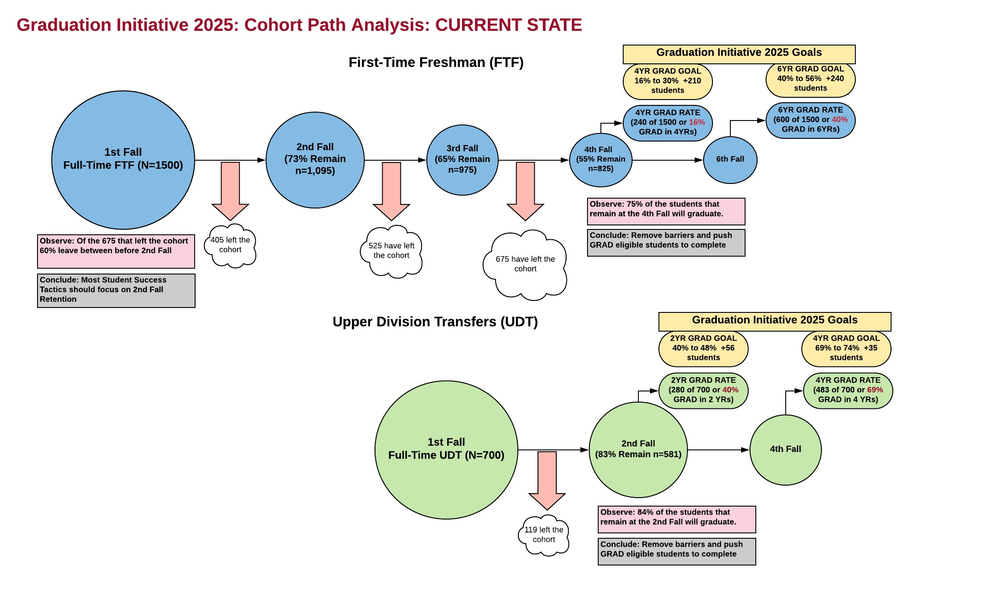 Graduation Initiative 2025: Cohort Path Analysis: CURRENT STATE
First-Time Freshman (FTF)
Graduation Initiative 2025 Goals
4YR GRAD GOAL
16% to 30%  +210
students
6YR GRAD GOAL
40% to 56%  +240
students
4YR GRAD RATE
(240 of 1500 or 16%
GRAD in 4YRs)
6YR GRAD RATE
(600 of 1500 or 40%
GRAD in 6YRs)
1st Fall
Full-Time FTF (N=1500)
2nd Fall
(73% Remain
n=1,095)
3rd Fall
(65% Remain
n=975)
4th Fall
(55% Remain
n=825)
6th Fall
Observe: Of the 675 that left the cohort
60% leave between before 2nd Fall
Conclude: Most Student Success
Tactics should focus on 2nd Fall
Retention
405 left the
cohort
525 have left
the cohort
675 have left the
cohort
Observe: 75% of the students that
remain at the 4th Fall will graduate.
Conclude: Remove barriers and push
GRAD eligible students to complete
Upper Division Transfers (UDT)
Graduation Initiative 2025 Goals
2YR GRAD GOAL
40% to 48%  +56
students
4YR GRAD GOAL
69% to 74%  +35
students
2YR GRAD RATE
(280 of 700 or 40%
GRAD in 2 YRs)
4YR GRAD RATE
(483 of 700 or 69%
GRAD in 4 YRs)
1st Fall
Full-Time UDT (N=700)
2nd Fall
(83% Remain n=581)
4th Fall
119 left the
cohort
Observe: 84% of the students that
remain at the 2nd Fall will graduate.
Conclude: Remove barriers and push
GRAD eligible students to complete